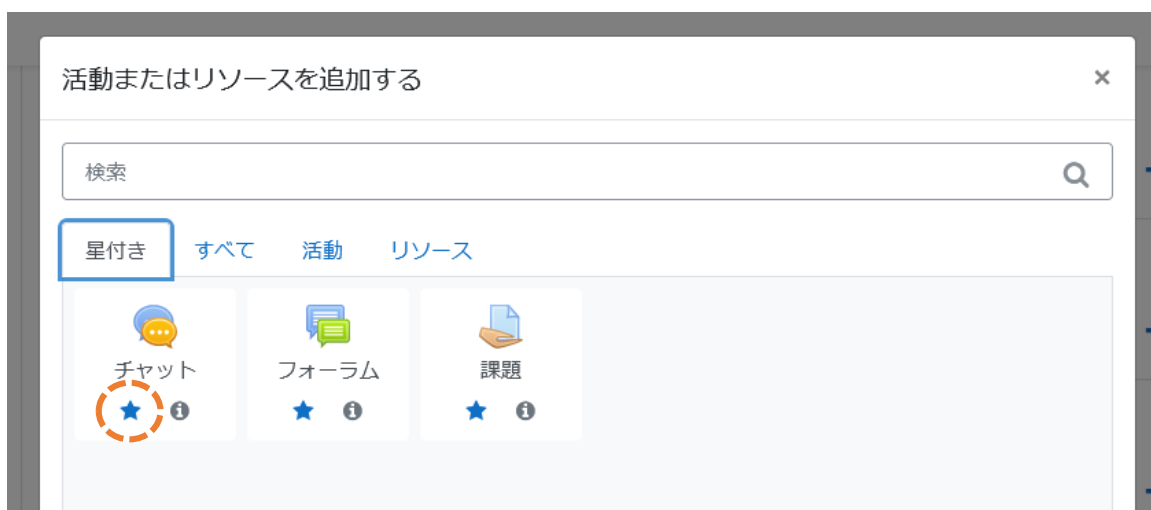 活動またはリソースを追加する ×
検索
星付き すべて 活動 リソース
チャット フォーラム 課題